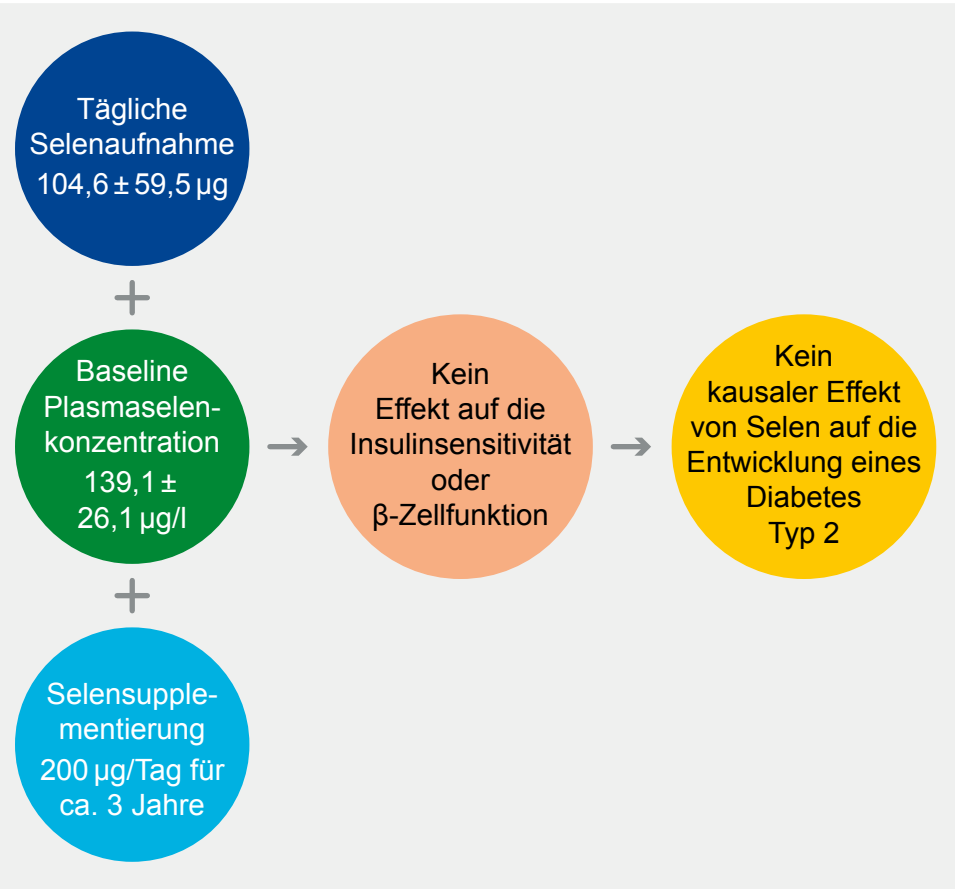 Tägliche
Selenaufnahme
104,6 ± 59,5 µg
+
Baseline
Plasmaselen-
konzentration
139,1 ±
26,1 µg/l
+
Selensupple-
mentierung
200 µg/Tag für
ca. 3 Jahre
→
Kein
Effekt auf die
Insulinsensitivität
oder
β-Zellfunktion
→
Kein
kausaler Effekt
von Selen auf die
Entwicklung eines
Diabetes
Typ 2